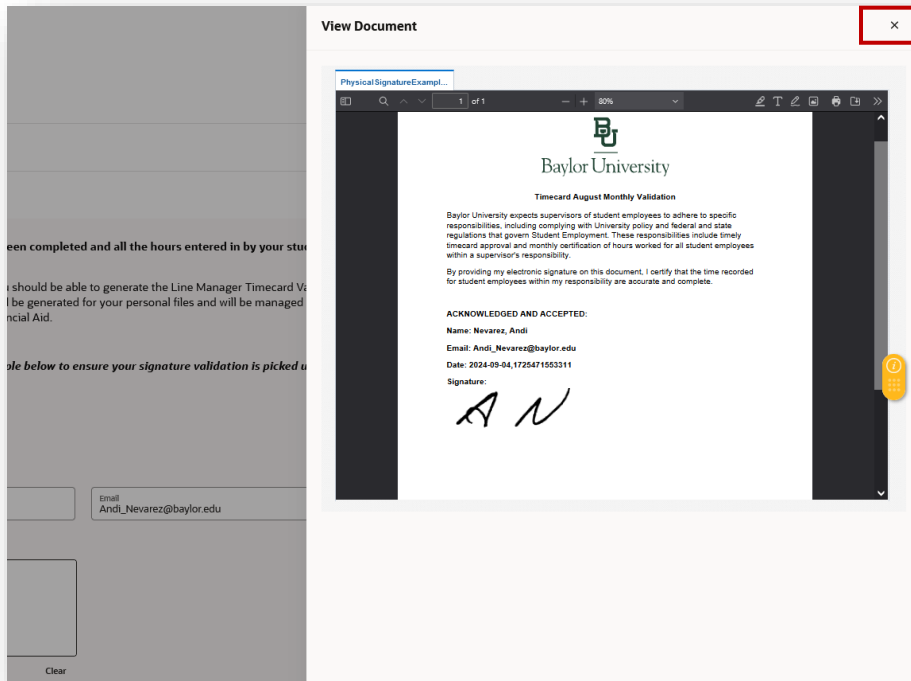 View Document
×
PhysicalSignatureExampl...
1 of 1
80%
BU
Baylor University
Timecard August Monthly Validation
Baylor University expects supervisors of student employees to adhere to specific
responsibilities, including complying with University policy and federal and state
regulations that govern Student Employment. These responsibilities include timely
timecard approval and monthly certification of hours worked for all student employees
within a supervisor's responsibility.
By providing my electronic signature on this document, I certify that the time recorded
for student employees within my responsibility are accurate and complete.
ACKNOWLEDGED AND ACCEPTED:
Name: Nevarez, Andi
Email: Andi_Nevarez@baylor.edu
Date: 2024-09-04,1725471553311
Signature:
A N
een completed and all the hours entered in by your stu
should be able to generate the Line Manager Timecard Va
be generated for your personal files and will be managed
ncial Aid.
ple below to ensure your signature validation is picked u
Email
Andi_Nevarez@baylor.edu
Clear